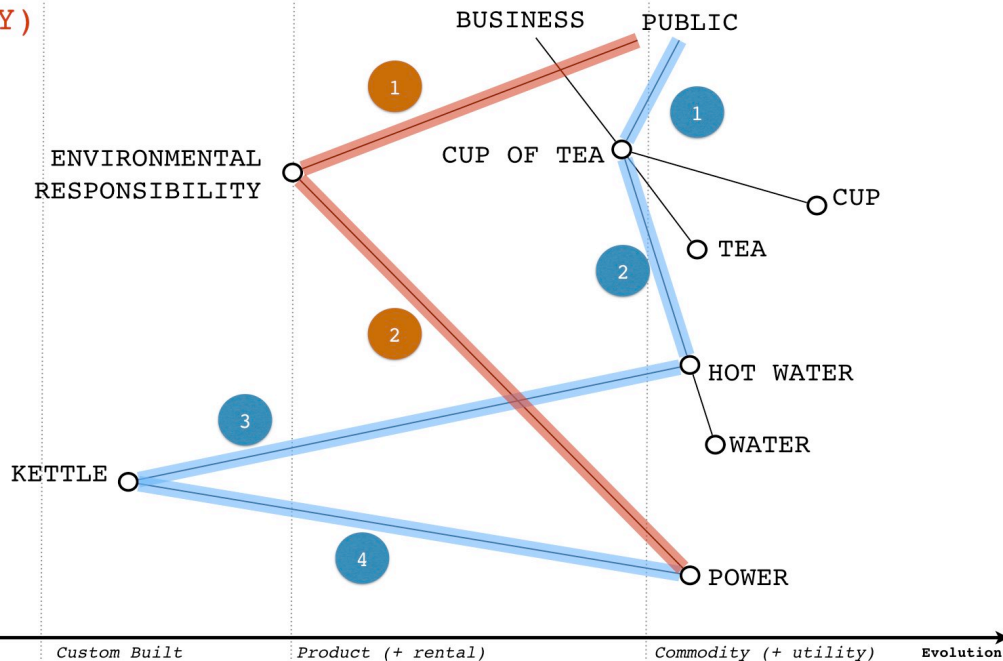 Y)
BUSINESS
PUBLIC
1
1
ENVIRONMENTAL
RESPONSIBILITY
CUP OF TEA
CUP
TEA
2
2
HOT WATER
3
WATER
KETTLE
4
POWER
Custom Built
Product (+ rental)
Commodity (+ utility)
Evolution